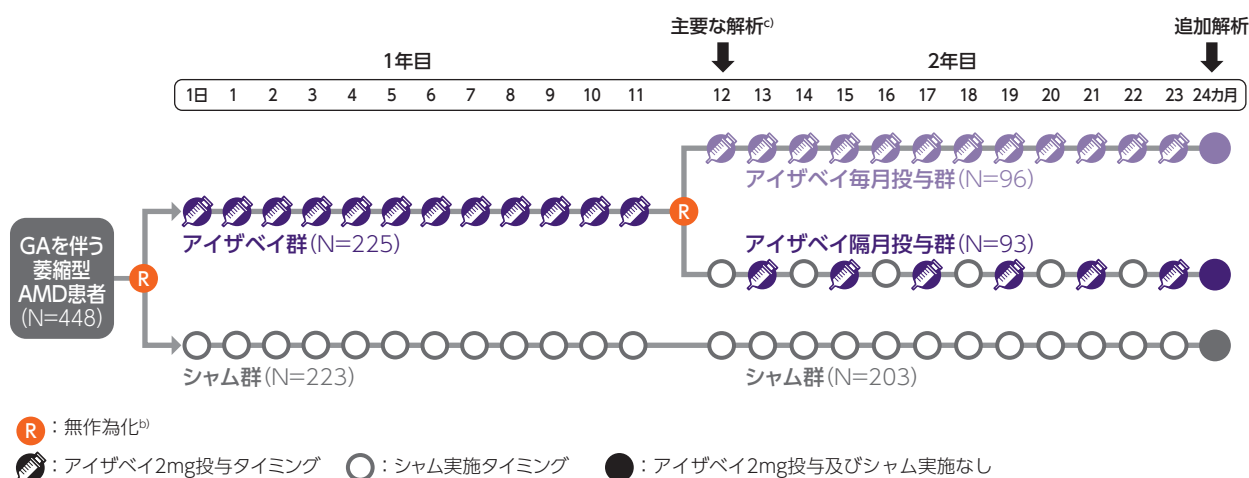 主要な解析c)
追加解析
1年目
2年目
1日 1 2 3 4 5 6 7 8 9 10 11 12 13 14 15 16 17 18 19 20 21 22 23 24カ月
アイザベイ毎月投与群(N=96)
R
R
アイザベイ群(N=225)
アイザベイ隔月投与群(N=93)
GAを伴う
萎縮型
AMD患者
(N=448)
シャム群(N=223)
シャム群(N=203)
R:無作為化b)
:アイザベイ2mg投与タイミング :シャム実施タイミング :アイザベイ2mg投与及びシャム実施なし